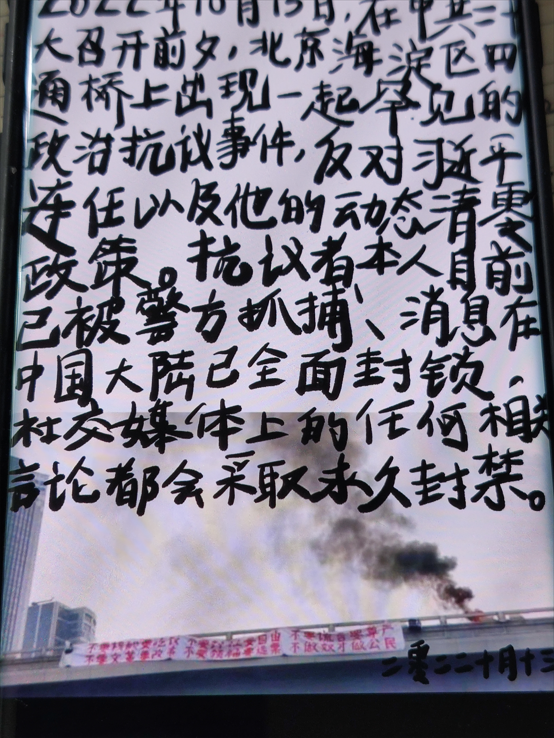 2022年10月13日,在中共二十
大召开前夕,北京海淀区四
通桥上出现一起罕见的
政治抗议事件,反对习近平
连任以及他的动态清零
政策。抗议者本人目前
已被警方抓捕、消息在
中国大陆已全面封锁,
社交媒体上的任何相关
言论都会采取永久封禁。
不要核酸要吃饭 不要封控要自由 不要谎言要尊严
不要文革要改革 不要领袖要选票 不做奴才做公民
二零二二十月十三